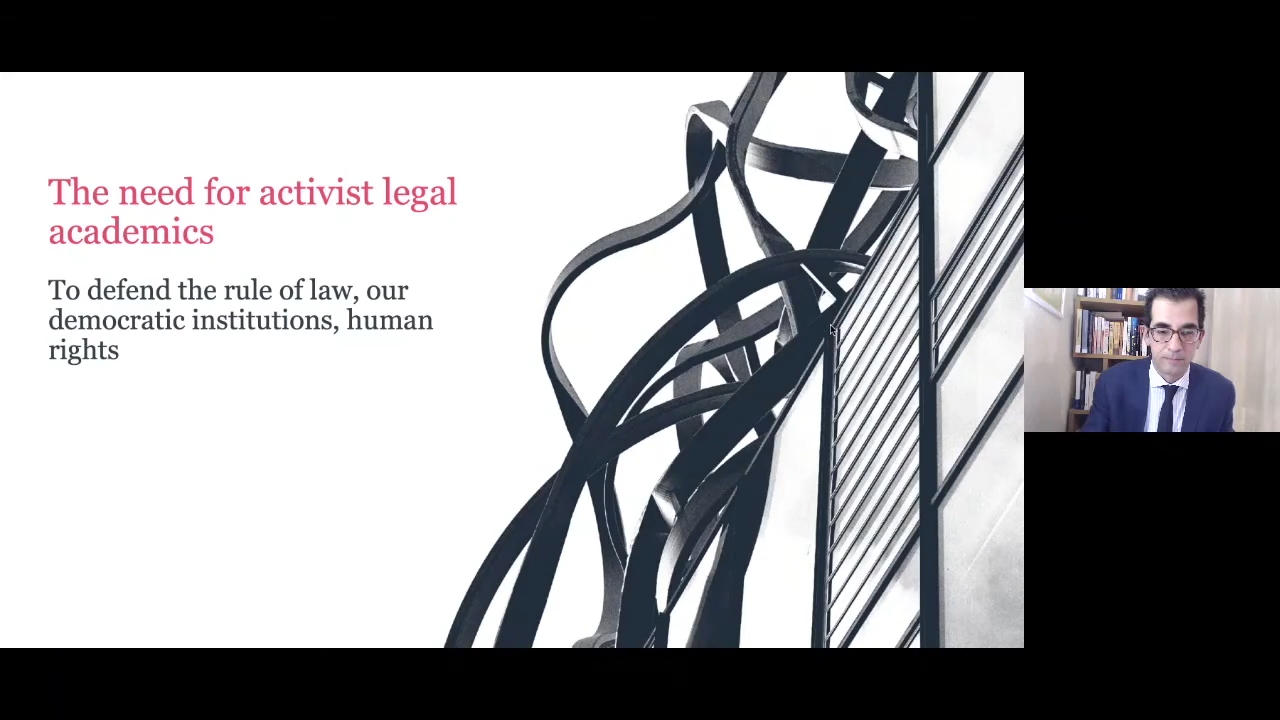 The need for activist legal
academics
To defend the rule of law, our
democratic institutions, human
rights